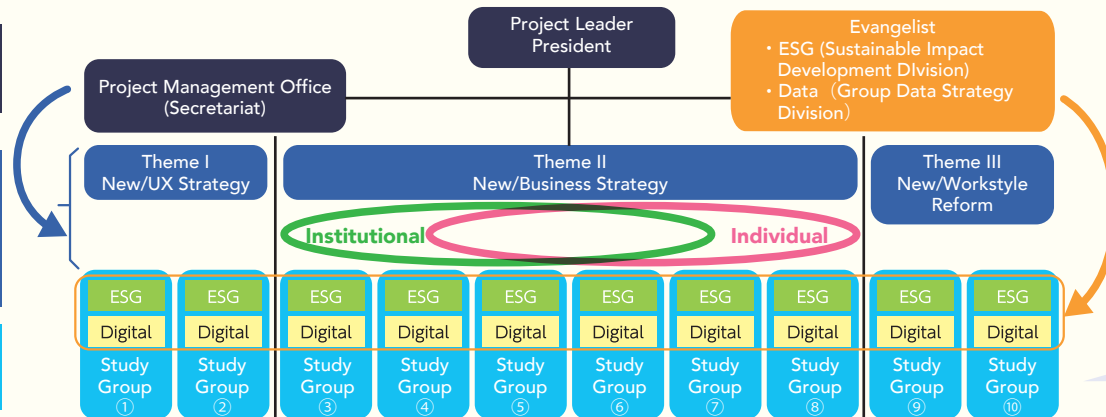 Project Leader
President
Project Management Office
(Secretariat)
Evangelist
・ESG (Sustainable Impact
Development DIvision)
・Data（Group Data Strategy
Division）
Theme I
New/UX Strategy
Theme II
New/Business Strategy
Theme III
New/Workstyle
Reform
Institutional
Individual
ESG ESG ESG ESG ESG ESG ESG ESG ESG ESG
Digital Digital Digital Digital Digital Digital Digital Digital Digital Digital
Study Study Study Study Study Study Study Study Study Study
Group Group Group Group Group Group Group Group Group Group
① ② ③ ④ ⑤ ⑥ ⑦ ⑧ ⑨ ⑩